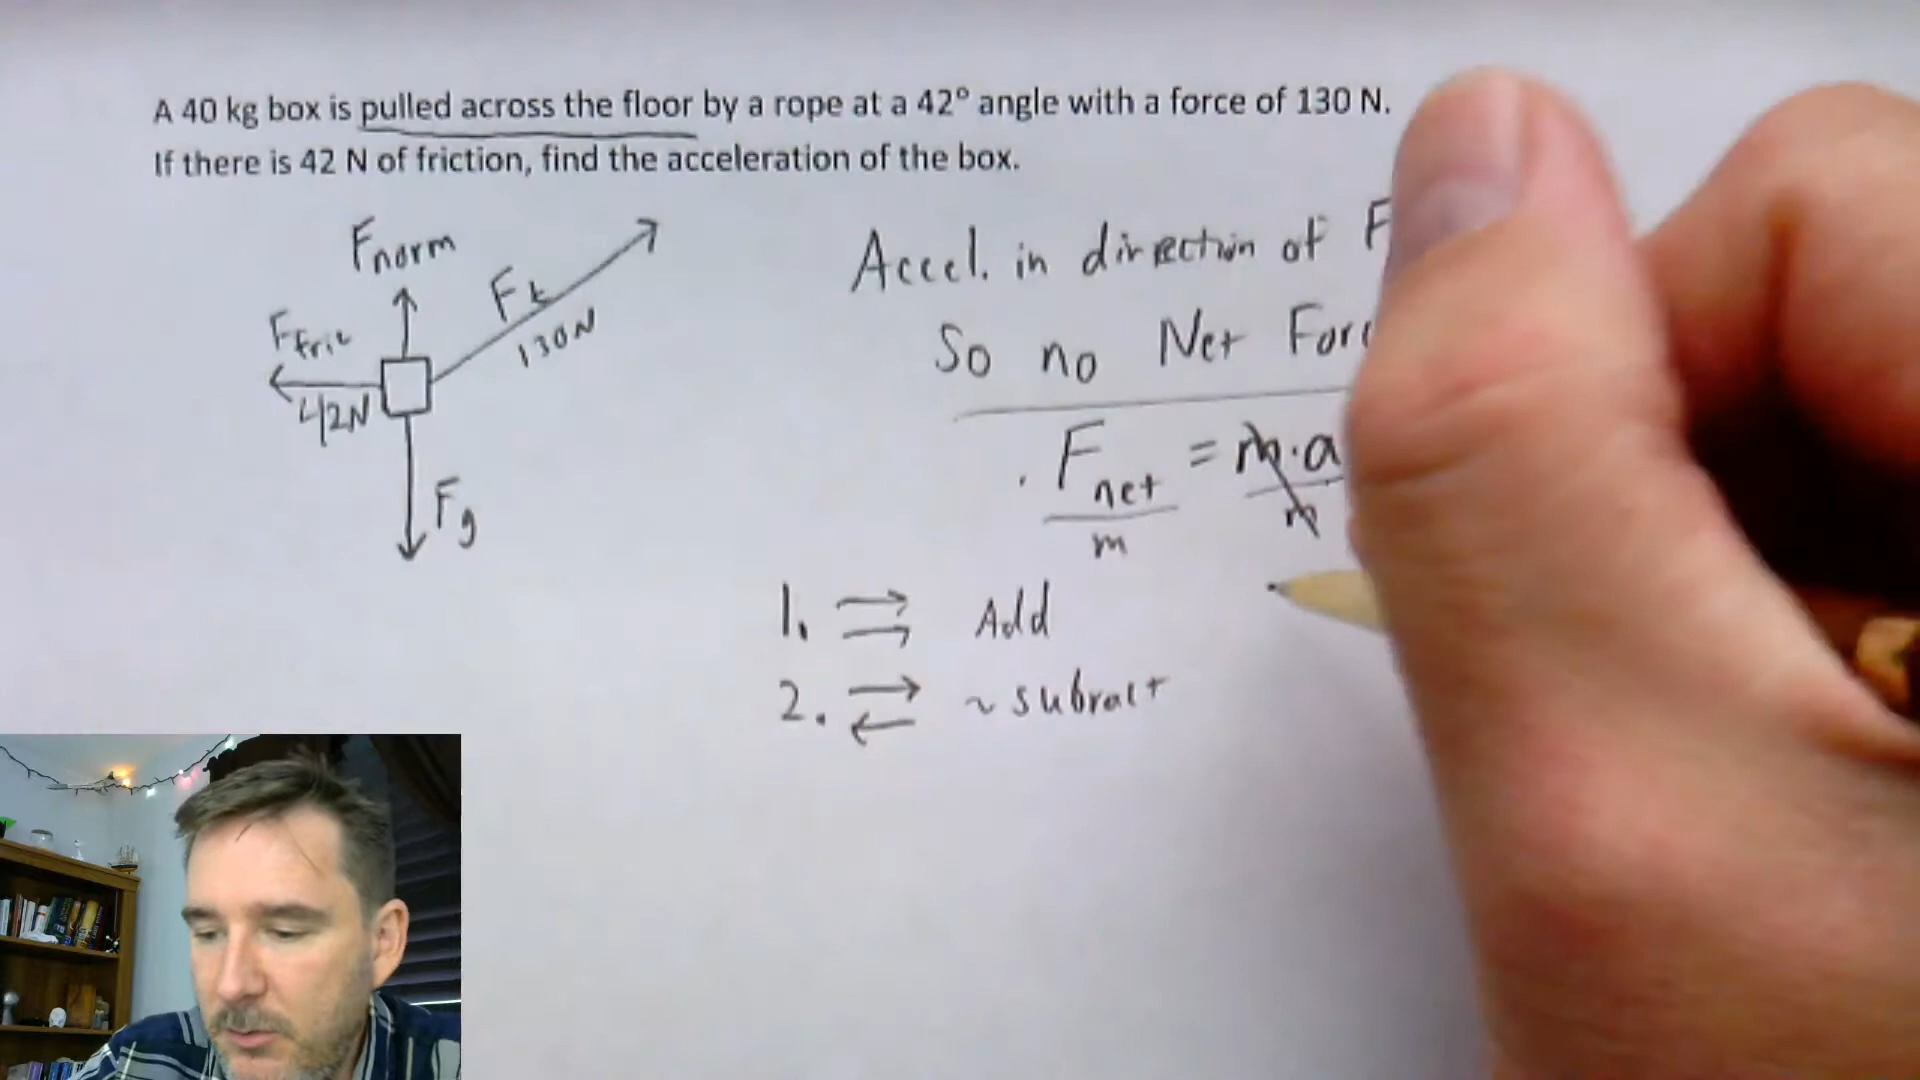 A 40 kg box is pulled across the floor by a rope at a 42° angle with a force of 130 N.
If there is 42 N of friction, find the acceleration of the box.
Fnorm
Ft
130N
Ffric
42N
Fg
Accel. in direction of F
So no Net Forc
Fnet = m·a
m m
1. ⇉ Add
2. ⇄ ~ subract